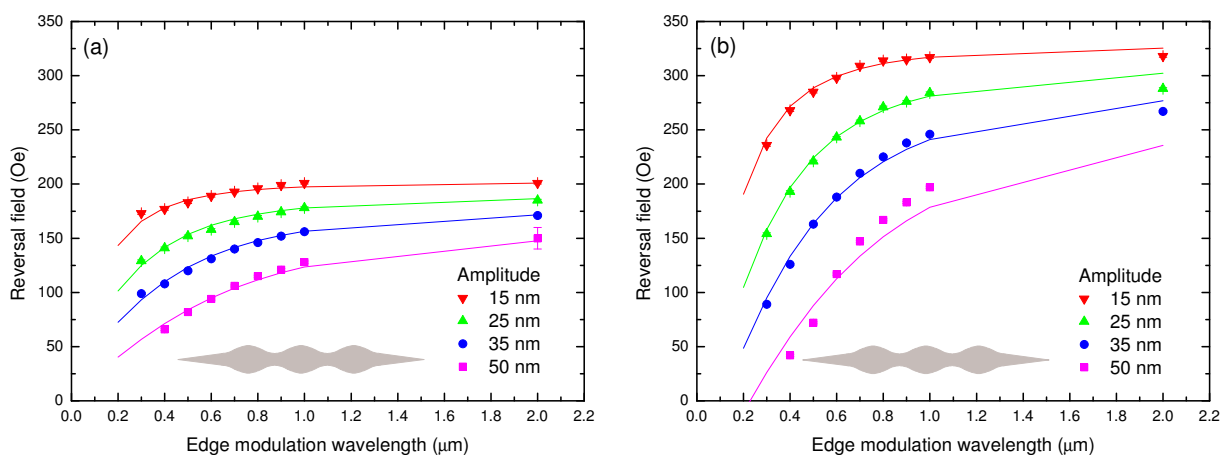 (a)
Reversal field (Oe)
350
300
250
200
150
100
50
0
Amplitude
15 nm
25 nm
35 nm
50 nm
0.0 0.2 0.4 0.6 0.8 1.0 1.2 1.4 1.6 1.8 2.0 2.2
Edge modulation wavelength (μm)
(b)
Reversal field (Oe)
350
300
250
200
150
100
50
0
Amplitude
15 nm
25 nm
35 nm
50 nm
0.0 0.2 0.4 0.6 0.8 1.0 1.2 1.4 1.6 1.8 2.0 2.2
Edge modulation wavelength (μm)